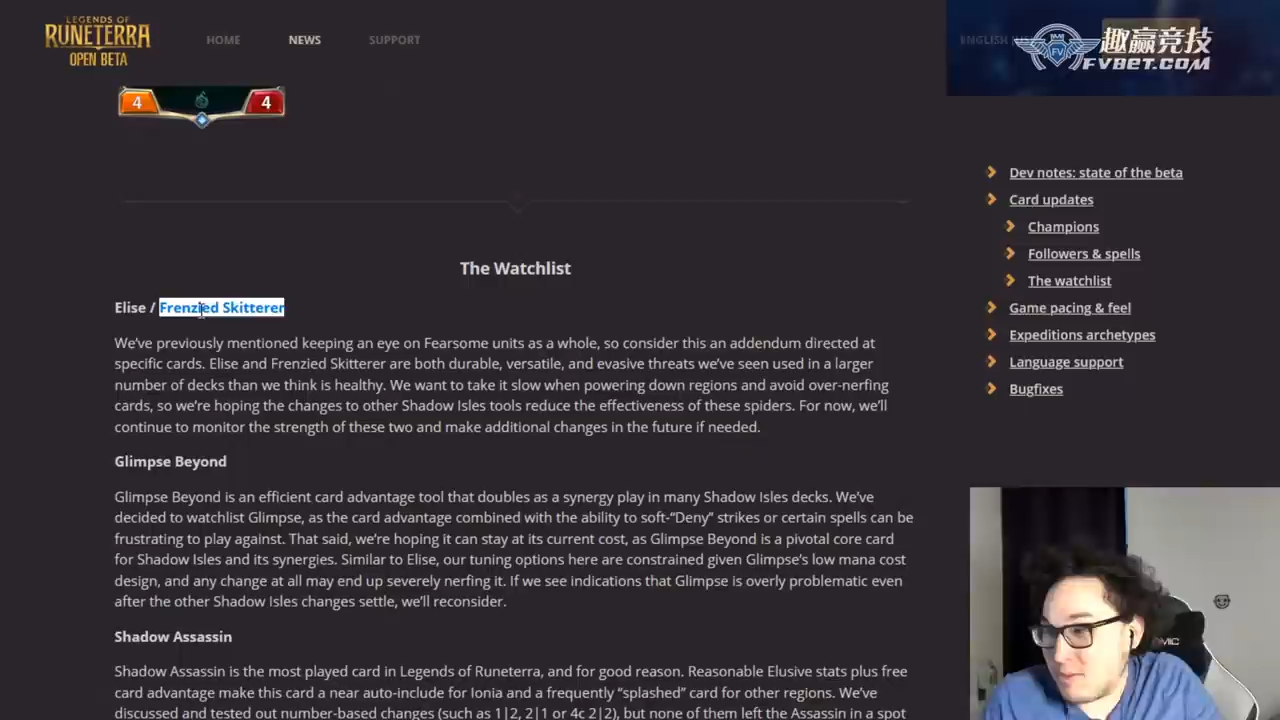 LEGENDS OF
RUNETERRA
OPEN BETA
HOME
NEWS
SUPPORT
ENGLISH
趣赢竞技
FV
FVBET.COM
4
4
Dev notes: state of the beta
Card updates
Champions
Followers & spells
The watchlist
Game pacing & feel
Expeditions archetypes
Language support
Bugfixes
The Watchlist
Elise / Frenzied Skitterer
We’ve previously mentioned keeping an eye on Fearsome units as a whole, so consider this an addendum directed at
specific cards. Elise and Frenzied Skitterer are both durable, versatile, and evasive threats we’ve seen used in a larger
number of decks than we think is healthy. We want to take it slow when powering down regions and avoid over-nerfing
cards, so we’re hoping the changes to other Shadow Isles tools reduce the effectiveness of these spiders. For now, we’ll
continue to monitor the strength of these two and make additional changes in the future if needed.
Glimpse Beyond
Glimpse Beyond is an efficient card advantage tool that doubles as a synergy play in many Shadow Isles decks. We’ve
decided to watchlist Glimpse, as the card advantage combined with the ability to soft-“Deny” strikes or certain spells can be
frustrating to play against. That said, we’re hoping it can stay at its current cost, as Glimpse Beyond is a pivotal core card
for Shadow Isles and its synergies. Similar to Elise, our tuning options here are constrained given Glimpse’s low mana cost
design, and any change at all may end up severely nerfing it. If we see indications that Glimpse is overly problematic even
after the other Shadow Isles changes settle, we’ll reconsider.
Shadow Assassin
Shadow Assassin is the most played card in Legends of Runeterra, and for good reason. Reasonable Elusive stats plus free
card advantage make this card a near auto-include for Ionia and a frequently “splashed” card for other regions. We’ve
discussed and tested out number-based changes (such as 1|2, 2|1 or 4c 2|2), but none of them left the Assassin in a spot